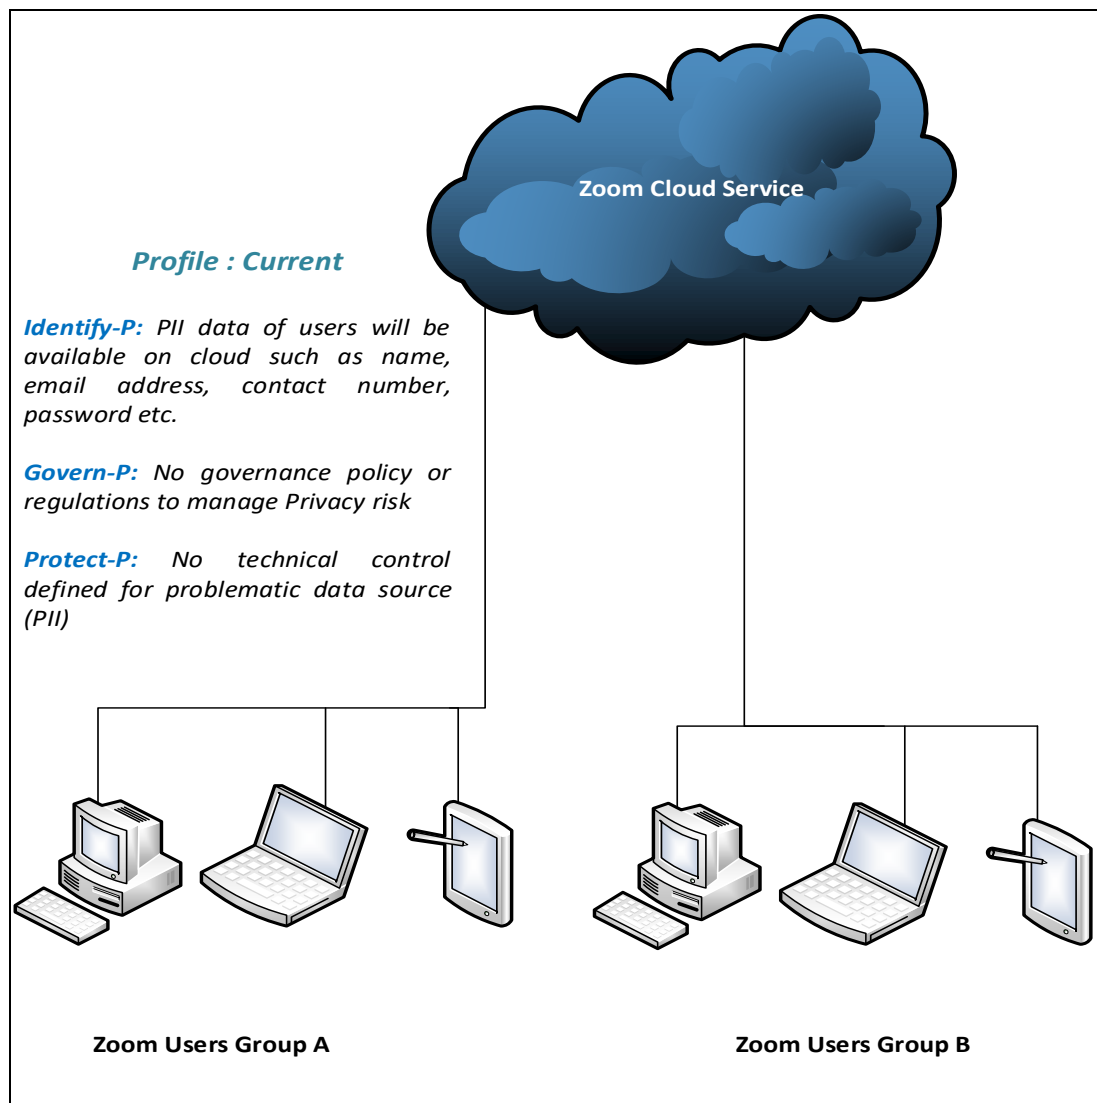 Zoom Cloud Service
Profile : Current
Identify-P: PII data of users will be
available on cloud such as name,
email address, contact number,
password etc.
Govern-P: No governance policy or
regulations to manage Privacy risk
Protect-P: No technical control
defined for problematic data source
(PII)
Zoom Users Group A
Zoom Users Group B